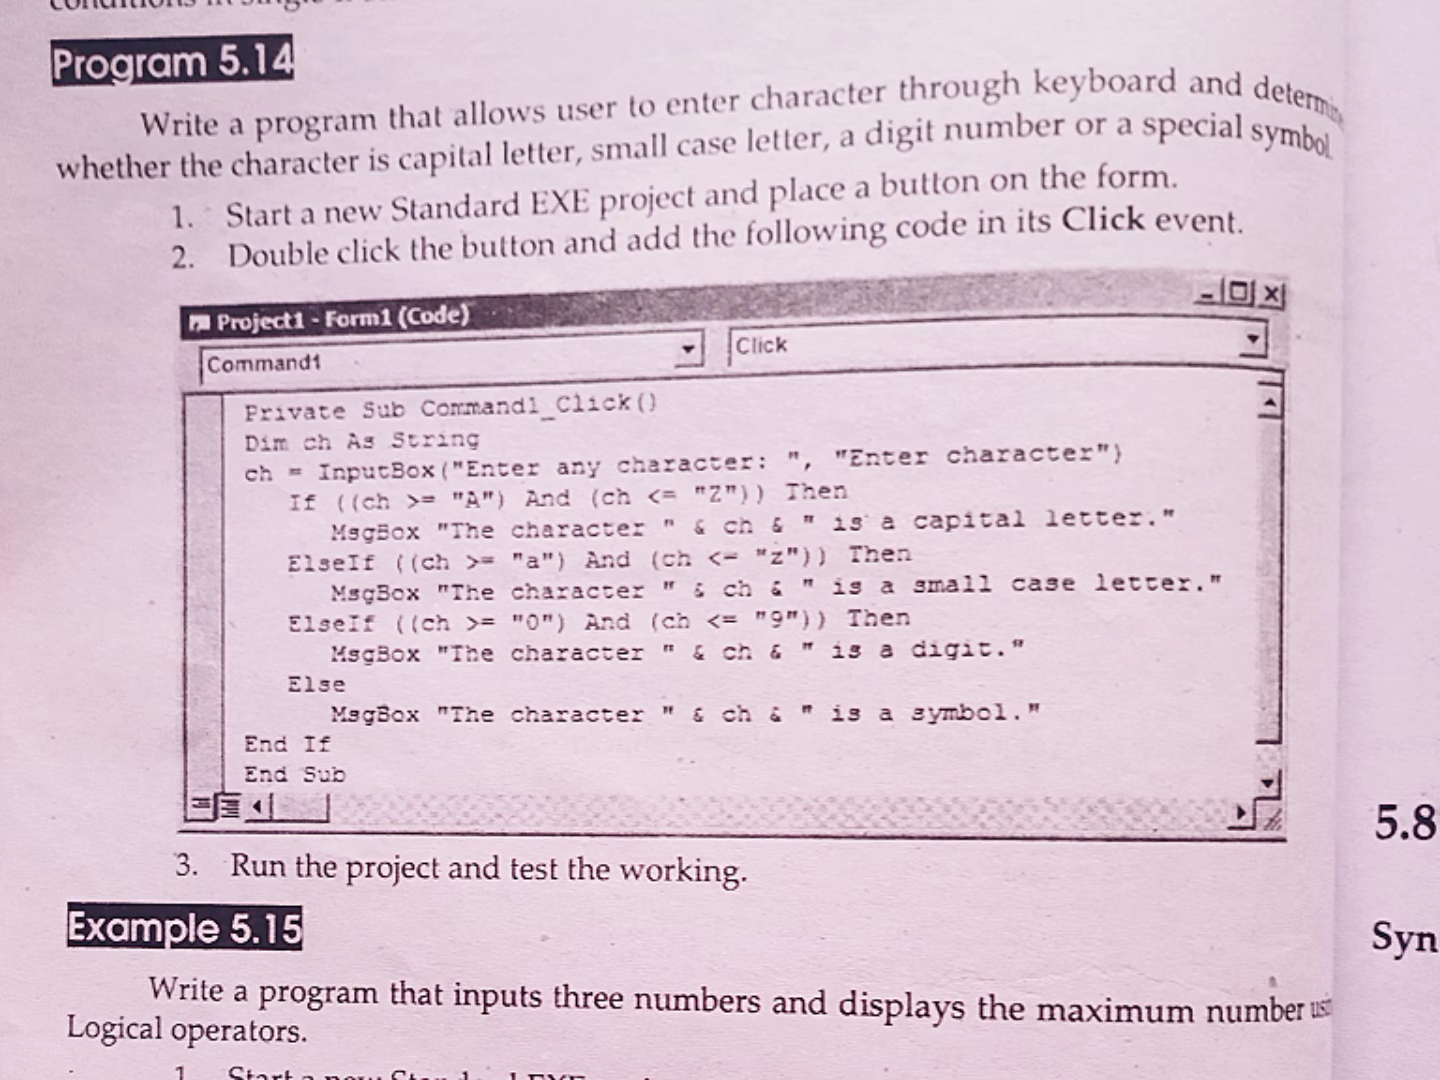 Program 5.14
Write a program that allows user to enter character through keyboard and determine
whether the character is capital letter, small case letter, a digit number or a special symbol.
1. Start a new Standard EXE project and place a button on the form.
2. Double click the button and add the following code in its Click event.
Project1 - Form1 (Code)
Command1 Click
Private Sub Command1_Click()
Dim ch As String
ch = InputBox("Enter any character: ", "Enter character")
If ((ch >= "A") And (ch <= "Z")) Then
MsgBox "The character " & ch & " is a capital letter."
ElseIf ((ch >= "a") And (ch <= "z")) Then
MsgBox "The character " & ch & " is a small case letter."
ElseIf ((ch >= "0") And (ch <= "9")) Then
MsgBox "The character " & ch & " is a digit."
Else
MsgBox "The character " & ch & " is a symbol."
End If
End Sub
3. Run the project and test the working.
Example 5.15
Write a program that inputs three numbers and displays the maximum number
Logical operators.
1. Start a new
5.8
Syn